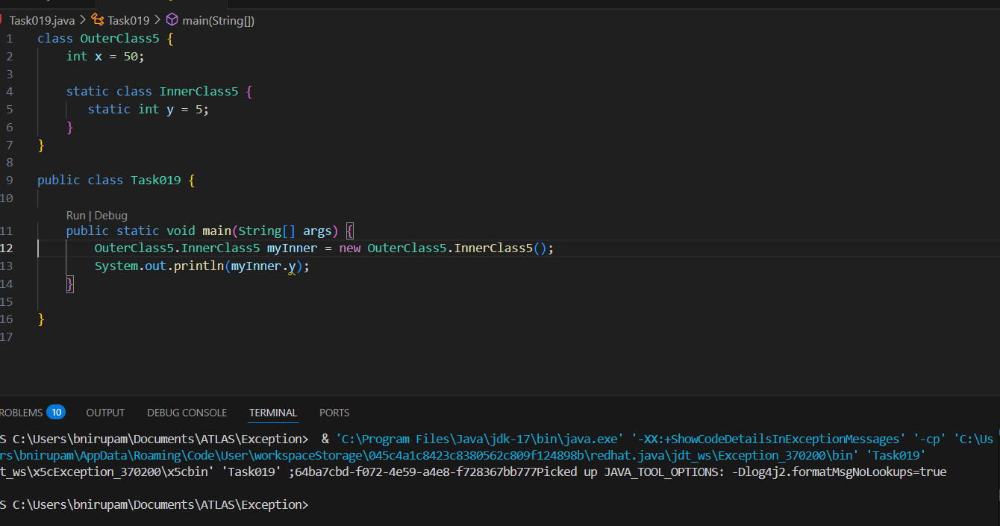 Task019.java > Task019 > main(String[])
1 class OuterClass5 {
2 int x = 50;
3
4 static class InnerClass5 {
5 static int y = 5;
6 }
7 }
8
9 public class Task019 {
10
Run | Debug
11 public static void main(String[] args) {
12 OuterClass5.InnerClass5 myInner = new OuterClass5.InnerClass5();
13 System.out.println(myInner.y);
14 }
15
16 }
17
ROBLEMS 10 OUTPUT DEBUG CONSOLE TERMINAL PORTS
S C:\Users\bnirupam\Documents\ATLAS\Exception> & 'C:\Program Files\Java\jdk-17\bin\java.exe' '-XX:+ShowCodeDetailsInExceptionMessages' '-cp' 'C:\Us
rs\bnirupam\AppData\Roaming\Code\User\workspaceStorage\045c4a1c8423c8380562c809f124898b\redhat.java\jdt_ws\Exception_370200\bin' 'Task019'
t_ws\x5cException_370200\x5cbin' 'Task019' ;64ba7cbd-f072-4e59-a4e8-f728367bb777Picked up JAVA_TOOL_OPTIONS: -Dlog4j2.formatMsgNoLookups=true
S C:\Users\bnirupam\Documents\ATLAS\Exception>